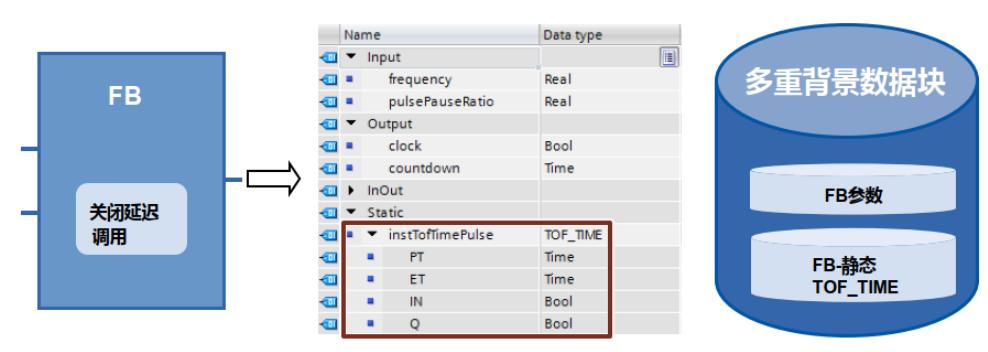 FB
关闭延迟
调用
Name Data type
Input
frequency Real
pulsePauseRatio Real
Output
clock Bool
countdown Time
InOut
Static
instTofTimePulse TOF_TIME
PT Time
ET Time
IN Bool
Q Bool
多重背景数据块
FB参数
FB-静态
TOF_TIME